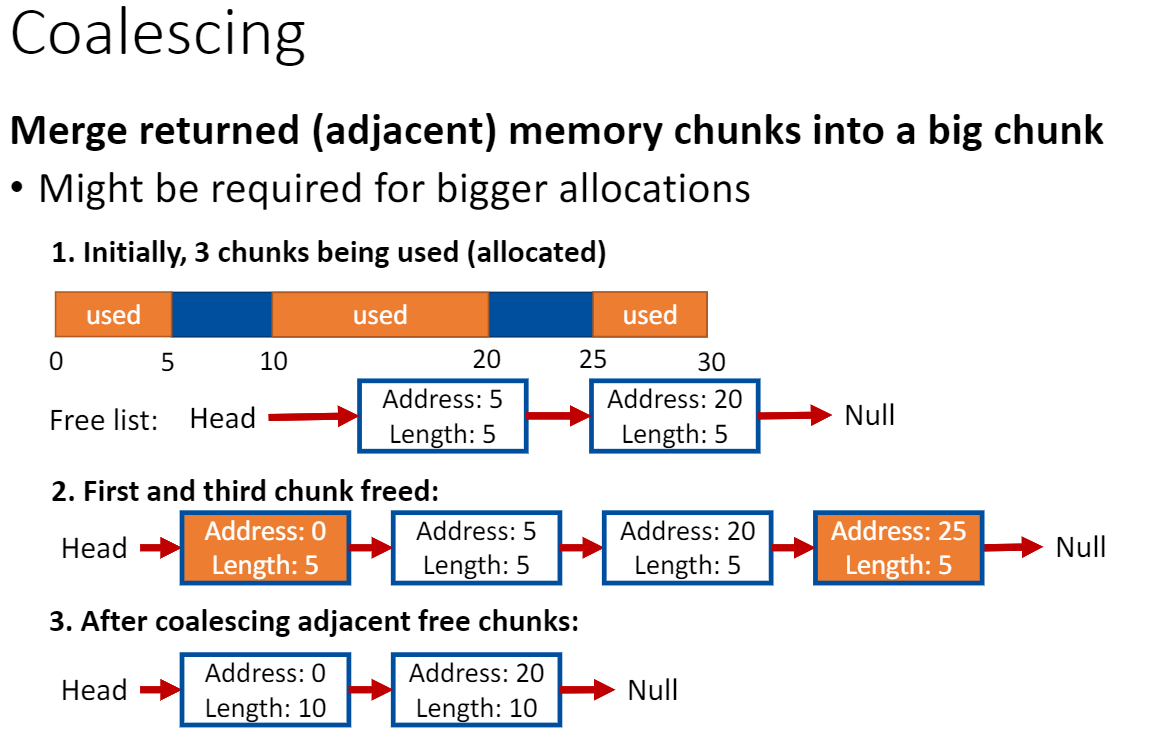 Coalescing
Merge returned (adjacent) memory chunks into a big chunk
• Might be required for bigger allocations
1. Initially, 3 chunks being used (allocated)
used used used
0 5 10 20 25 30
Free list: Head Address: 5 Address: 20 Null
Length: 5 Length: 5
2. First and third chunk freed:
Head Address: 0 Address: 5 Address: 20 Address: 25 Null
Length: 5 Length: 5 Length: 5 Length: 5
3. After coalescing adjacent free chunks:
Head Address: 0 Address: 20 Null
Length: 10 Length: 10